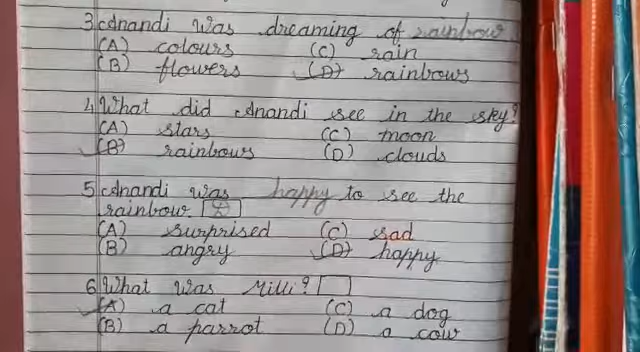 3 Anandi was dreaming of rainbow.
(A) colours (C) rain
(B) flowers (D) rainbows
4 What did Anandi see in the sky?
(A) stars (C) moon
(B) rainbows (D) clouds
5 Anandi was happy to see the
rainbow.
(A) surprised (C) sad
(B) angry (D) happy
6 What was Milli?
(A) a cat (C) a dog
(B) a parrot (D) a cow